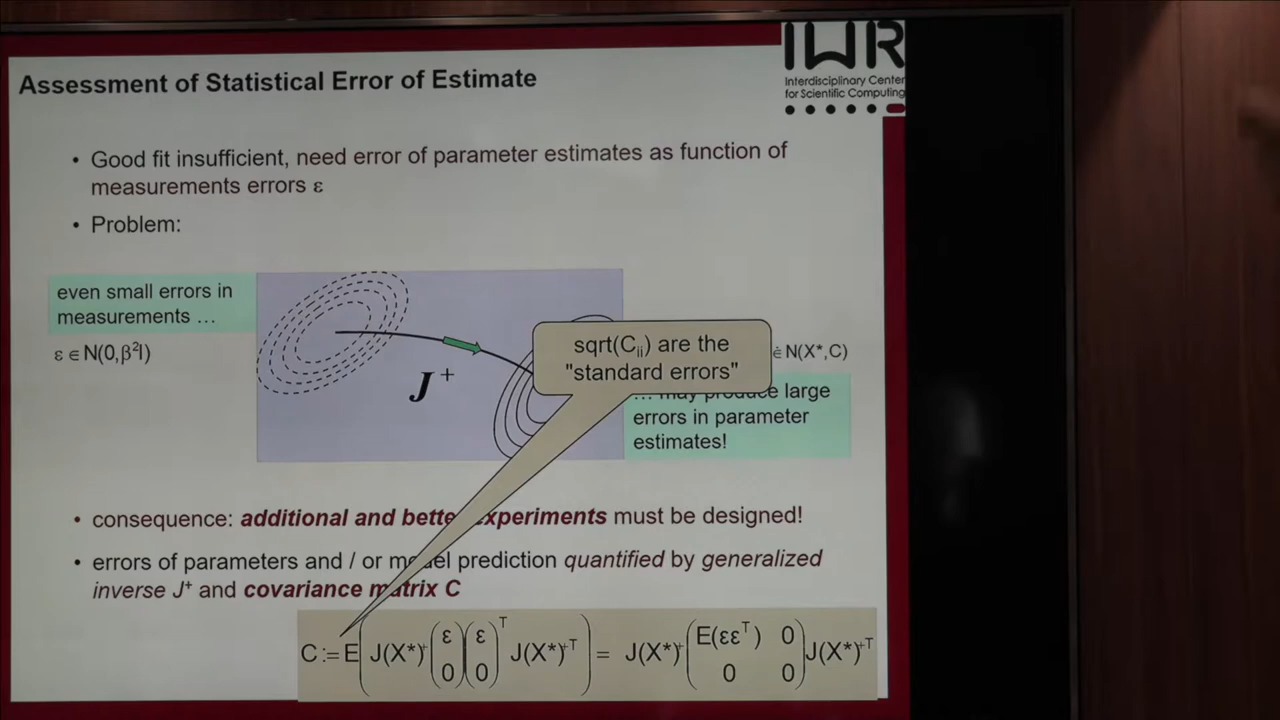 IWR
Interdisciplinary Center
for Scientific Computing
Assessment of Statistical Error of Estimate
• Good fit insufficient, need error of parameter estimates as function of
measurements errors ε
• Problem:
even small errors in
measurements …
ε ∈ N(0,β²I)
J⁺
sqrt(Cᵢᵢ) are the
"standard errors"
∈ N(X*,C)
… may produce large
errors in parameter
estimates!
• consequence: additional and better experiments must be designed!
• errors of parameters and / or model prediction quantified by generalized
inverse J⁺ and covariance matrix C
C := E( J(X*)⁺ (ε 0) (ε 0)ᵀ J(X*)⁺ᵀ ) = J(X*)⁺ (E(εεᵀ) 0 0 0) J(X*)⁺ᵀ